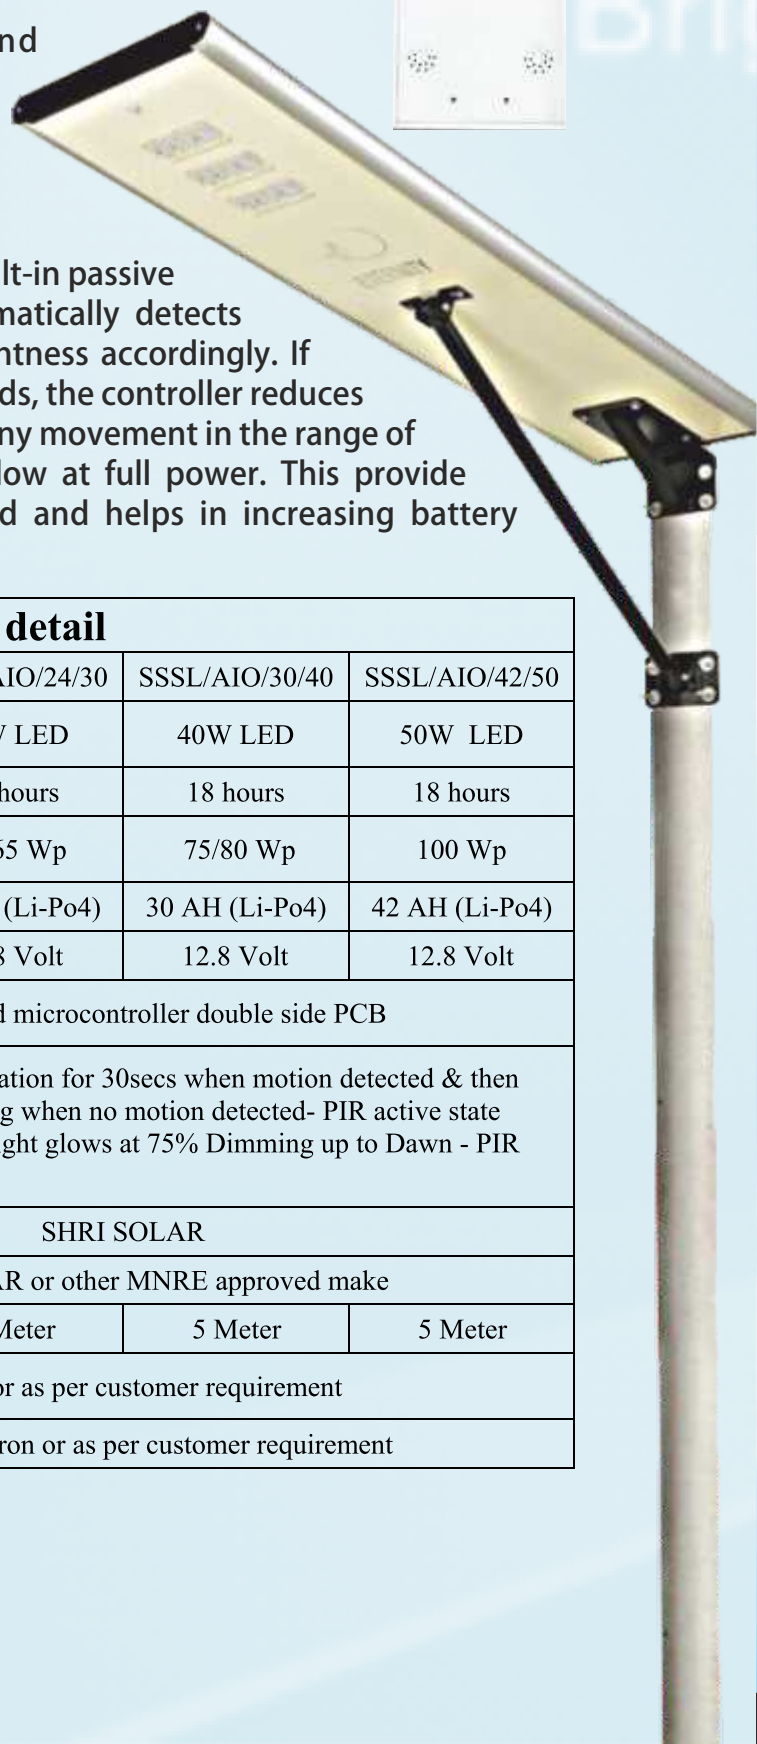 nd
Brig
lt-in passive
matically detects
ntness accordingly. If
ds, the controller reduces
ny movement in the range of
low at full power. This provide
d and helps in increasing battery
detail
AIO/24/30 SSSL/AIO/30/40 SSSL/AIO/42/50
LED 40W LED 50W LED
hours 18 hours 18 hours
65 Wp 75/80 Wp 100 Wp
(Li-Po4) 30 AH (Li-Po4) 42 AH (Li-Po4)
8 Volt 12.8 Volt 12.8 Volt
d microcontroller double side PCB
ation for 30secs when motion detected & then
g when no motion detected- PIR active state
ght glows at 75% Dimming up to Dawn - PIR
SHRI SOLAR
AR or other MNRE approved make
Meter 5 Meter 5 Meter
or as per customer requirement
ron or as per customer requirement